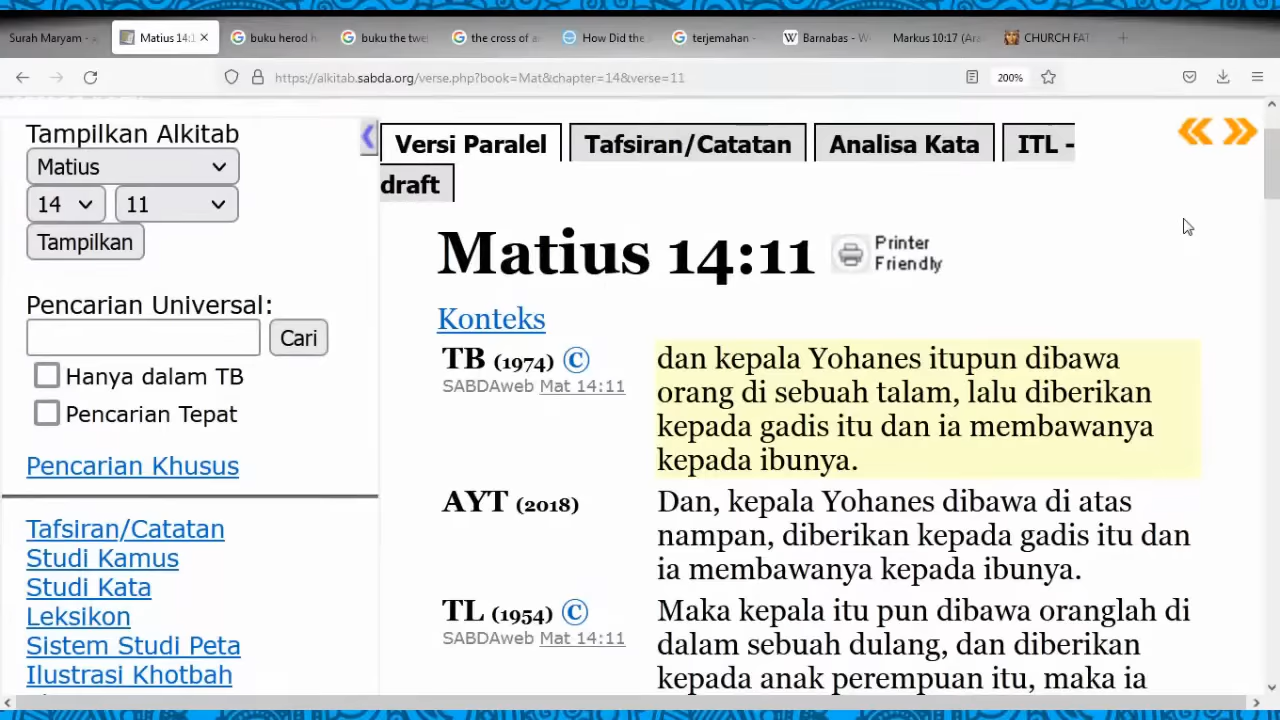 Surah Maryam -
Matius 14:1
buku herod h
buku the twe
the cross of a
How Did the
terjemahan -
Barnabas - W
Markus 10:17 (Ara
CHURCH FAT
https://alkitab.sabda.org/verse.php?book=Mat&chapter=14&verse=11
200%
Tampilkan Alkitab
Matius
14
11
Tampilkan
Pencarian Universal:
Cari
Hanya dalam TB
Pencarian Tepat
Pencarian Khusus
Tafsiran/Catatan
Studi Kamus
Studi Kata
Leksikon
Sistem Studi Peta
Ilustrasi Khotbah
Versi Paralel
Tafsiran/Catatan
Analisa Kata
ITL -
draft
Matius 14:11
Printer
Friendly
Konteks
TB (1974) ©
SABDAweb Mat 14:11
dan kepala Yohanes itupun dibawa
orang di sebuah talam, lalu diberikan
kepada gadis itu dan ia membawanya
kepada ibunya.
AYT (2018)
Dan, kepala Yohanes dibawa di atas
nampan, diberikan kepada gadis itu dan
ia membawanya kepada ibunya.
TL (1954) ©
SABDAweb Mat 14:11
Maka kepala itu pun dibawa oranglah di
dalam sebuah dulang, dan diberikan
kepada anak perempuan itu, maka ia